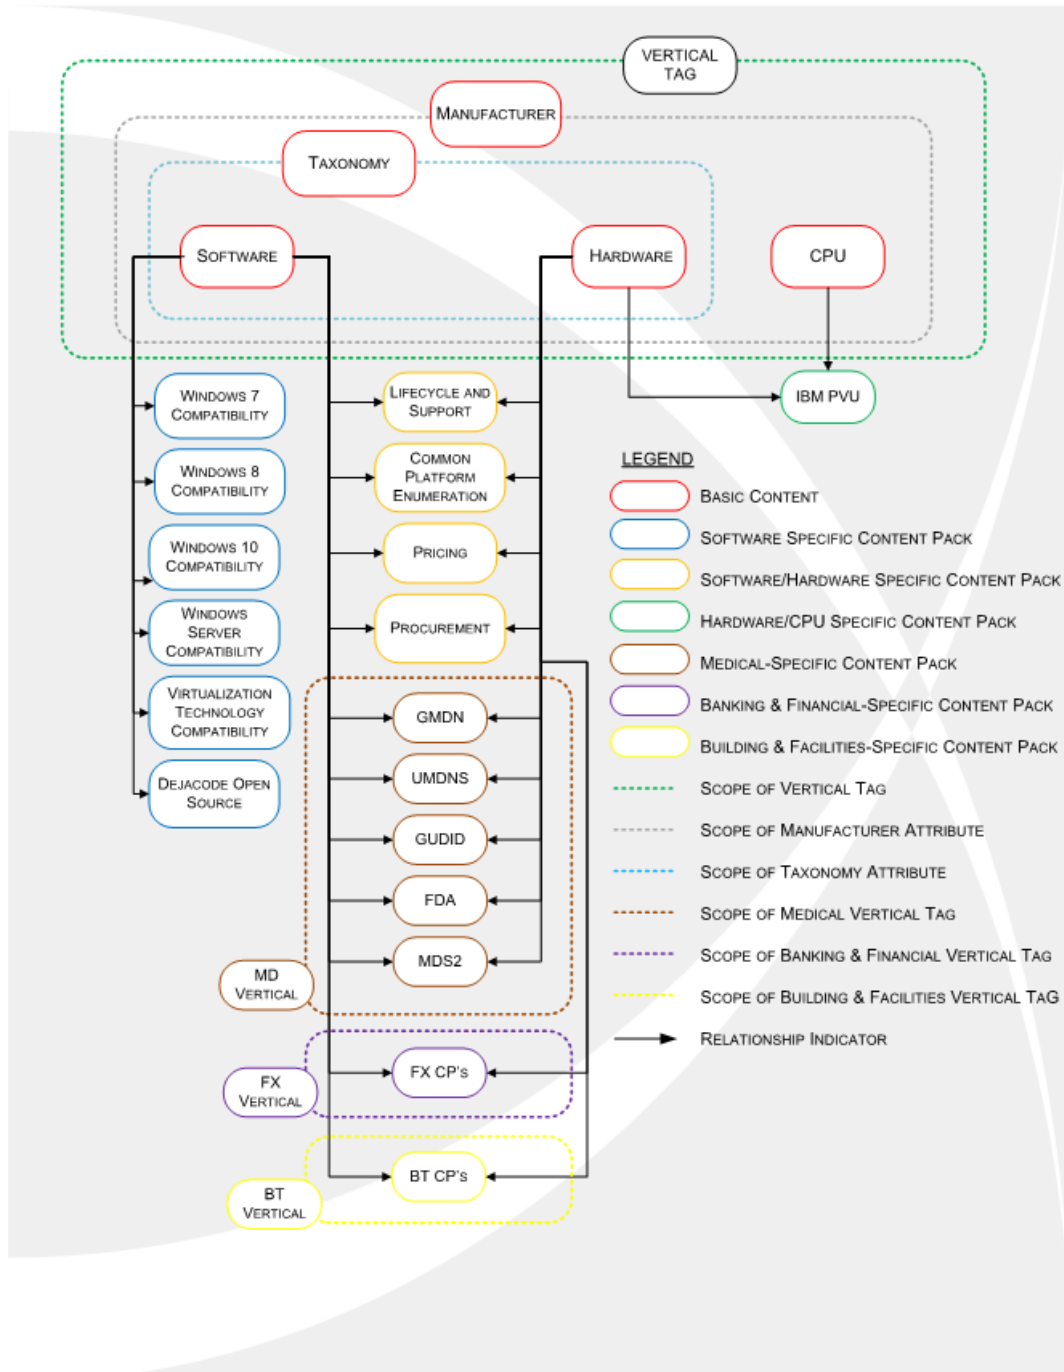 VERTICAL
TAG
MANUFACTURER
TAXONOMY
SOFTWARE
HARDWARE
CPU
WINDOWS 7
COMPATIBILITY
WINDOWS 8
COMPATIBILITY
WINDOWS 10
COMPATIBILITY
WINDOWS
SERVER
COMPATIBILITY
VIRTUALIZATION
TECHNOLOGY
COMPATIBILITY
DEJACODE OPEN
SOURCE
LIFECYCLE AND
SUPPORT
COMMON
PLATFORM
ENUMERATION
PRICING
PROCUREMENT
IBM PVU
GMDN
UMDNS
GUDID
FDA
MDS2
MD
VERTICAL
FX CP's
FX
VERTICAL
BT CP's
BT
VERTICAL
LEGEND
BASIC CONTENT
SOFTWARE SPECIFIC CONTENT PACK
SOFTWARE/HARDWARE SPECIFIC CONTENT PACK
HARDWARE/CPU SPECIFIC CONTENT PACK
MEDICAL-SPECIFIC CONTENT PACK
BANKING & FINANCIAL-SPECIFIC CONTENT PACK
BUILDING & FACILITIES-SPECIFIC CONTENT PACK
SCOPE OF VERTICAL TAG
SCOPE OF MANUFACTURER ATTRIBUTE
SCOPE OF TAXONOMY ATTRIBUTE
SCOPE OF MEDICAL VERTICAL TAG
SCOPE OF BANKING & FINANCIAL VERTICAL TAG
SCOPE OF BUILDING & FACILITIES VERTICAL TAG
RELATIONSHIP INDICATOR